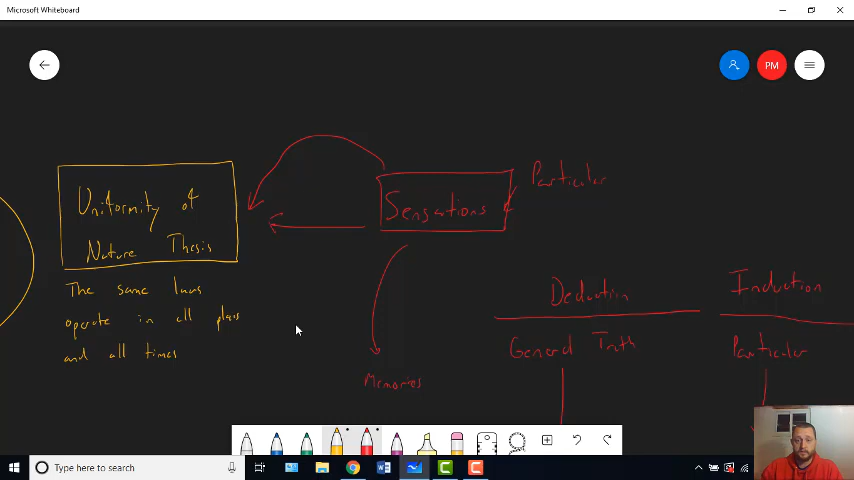 Microsoft Whiteboard
PM
Particular
Uniformity of
Nature Thesis
Sensations
The same laws
operate in all places
and all times
Deduction
Induction
General Truth
Particular
Memories
Type here to search